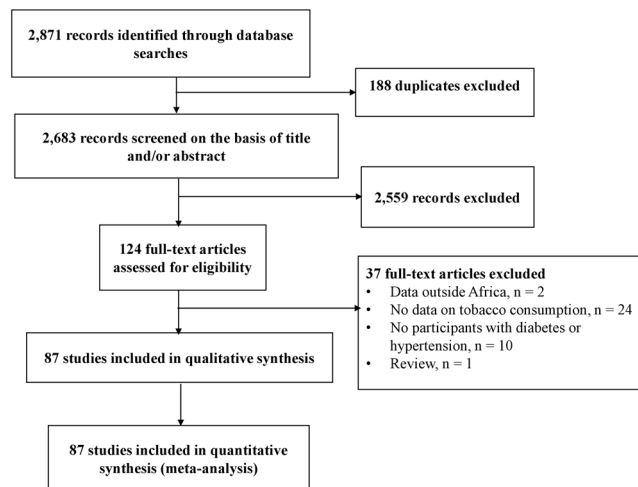 2,871 records identified through database
searches
188 duplicates excluded
2,683 records screened on the basis of title
and/or abstract
2,559 records excluded
124 full-text articles
assessed for eligibility
37 full-text articles excluded
• Data outside Africa, n = 2
• No data on tobacco consumption, n = 24
• No participants with diabetes or
hypertension, n = 10
• Review, n = 1
87 studies included in qualitative synthesis
87 studies included in quantitative
synthesis (meta-analysis)